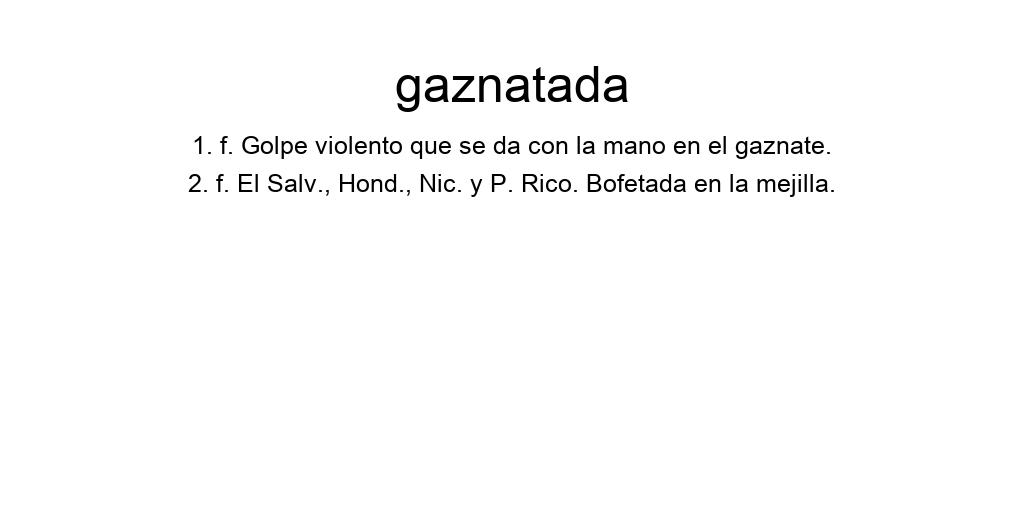 gaznatada
1. f. Golpe violento que se da con la mano en el gaznate.
2. f. El Salv., Hond., Nic. y P. Rico. Bofetada en la mejilla.